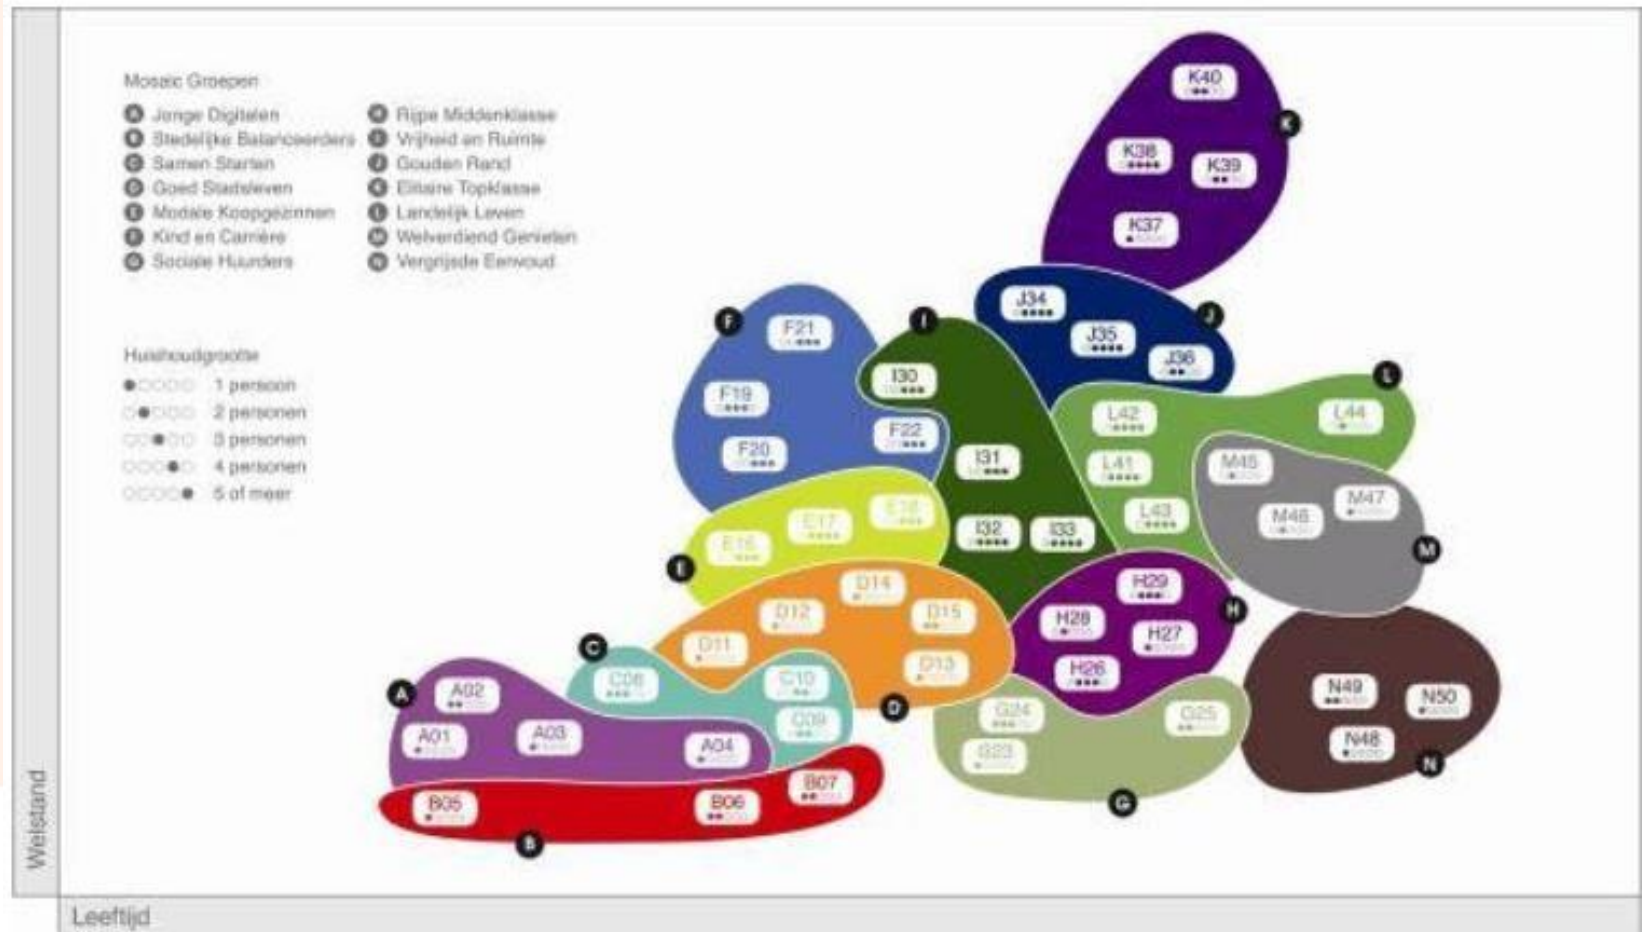 Mosaic Groepen
A Jonge Digitalen
B Stedelijke Balanceerders
C Samen Starten
D Goed Stadsleven
E Modale Koopgezinnen
F Kind en Carrière
G Sociale Huurders
H Rijpe Middenklasse
I Vrijheid en Ruimte
J Gouden Rand
K Elitaire Topklasse
L Landelijk Leven
M Welverdiend Genieten
N Vergrijsde Eenvoud
Huishoudgrootte
1 persoon
2 personen
3 personen
4 personen
5 of meer
K40
K
K38
K39
K37
J34
J
J35
J36
F
F21
I
I30
F19
F22
F20
I31
I32
I33
L
L42
L44
L41
L43
M45
M47
M46
M
E18
E17
E16
E
D14
D12
D15
D11
D13
D
H29
H
H28
H27
H26
C
C08
C10
C09
A
A02
A01
A03
A04
B07
B05
B06
B
G24
G25
G23
G
N49
N50
N48
N
Welstand
Leeftijd